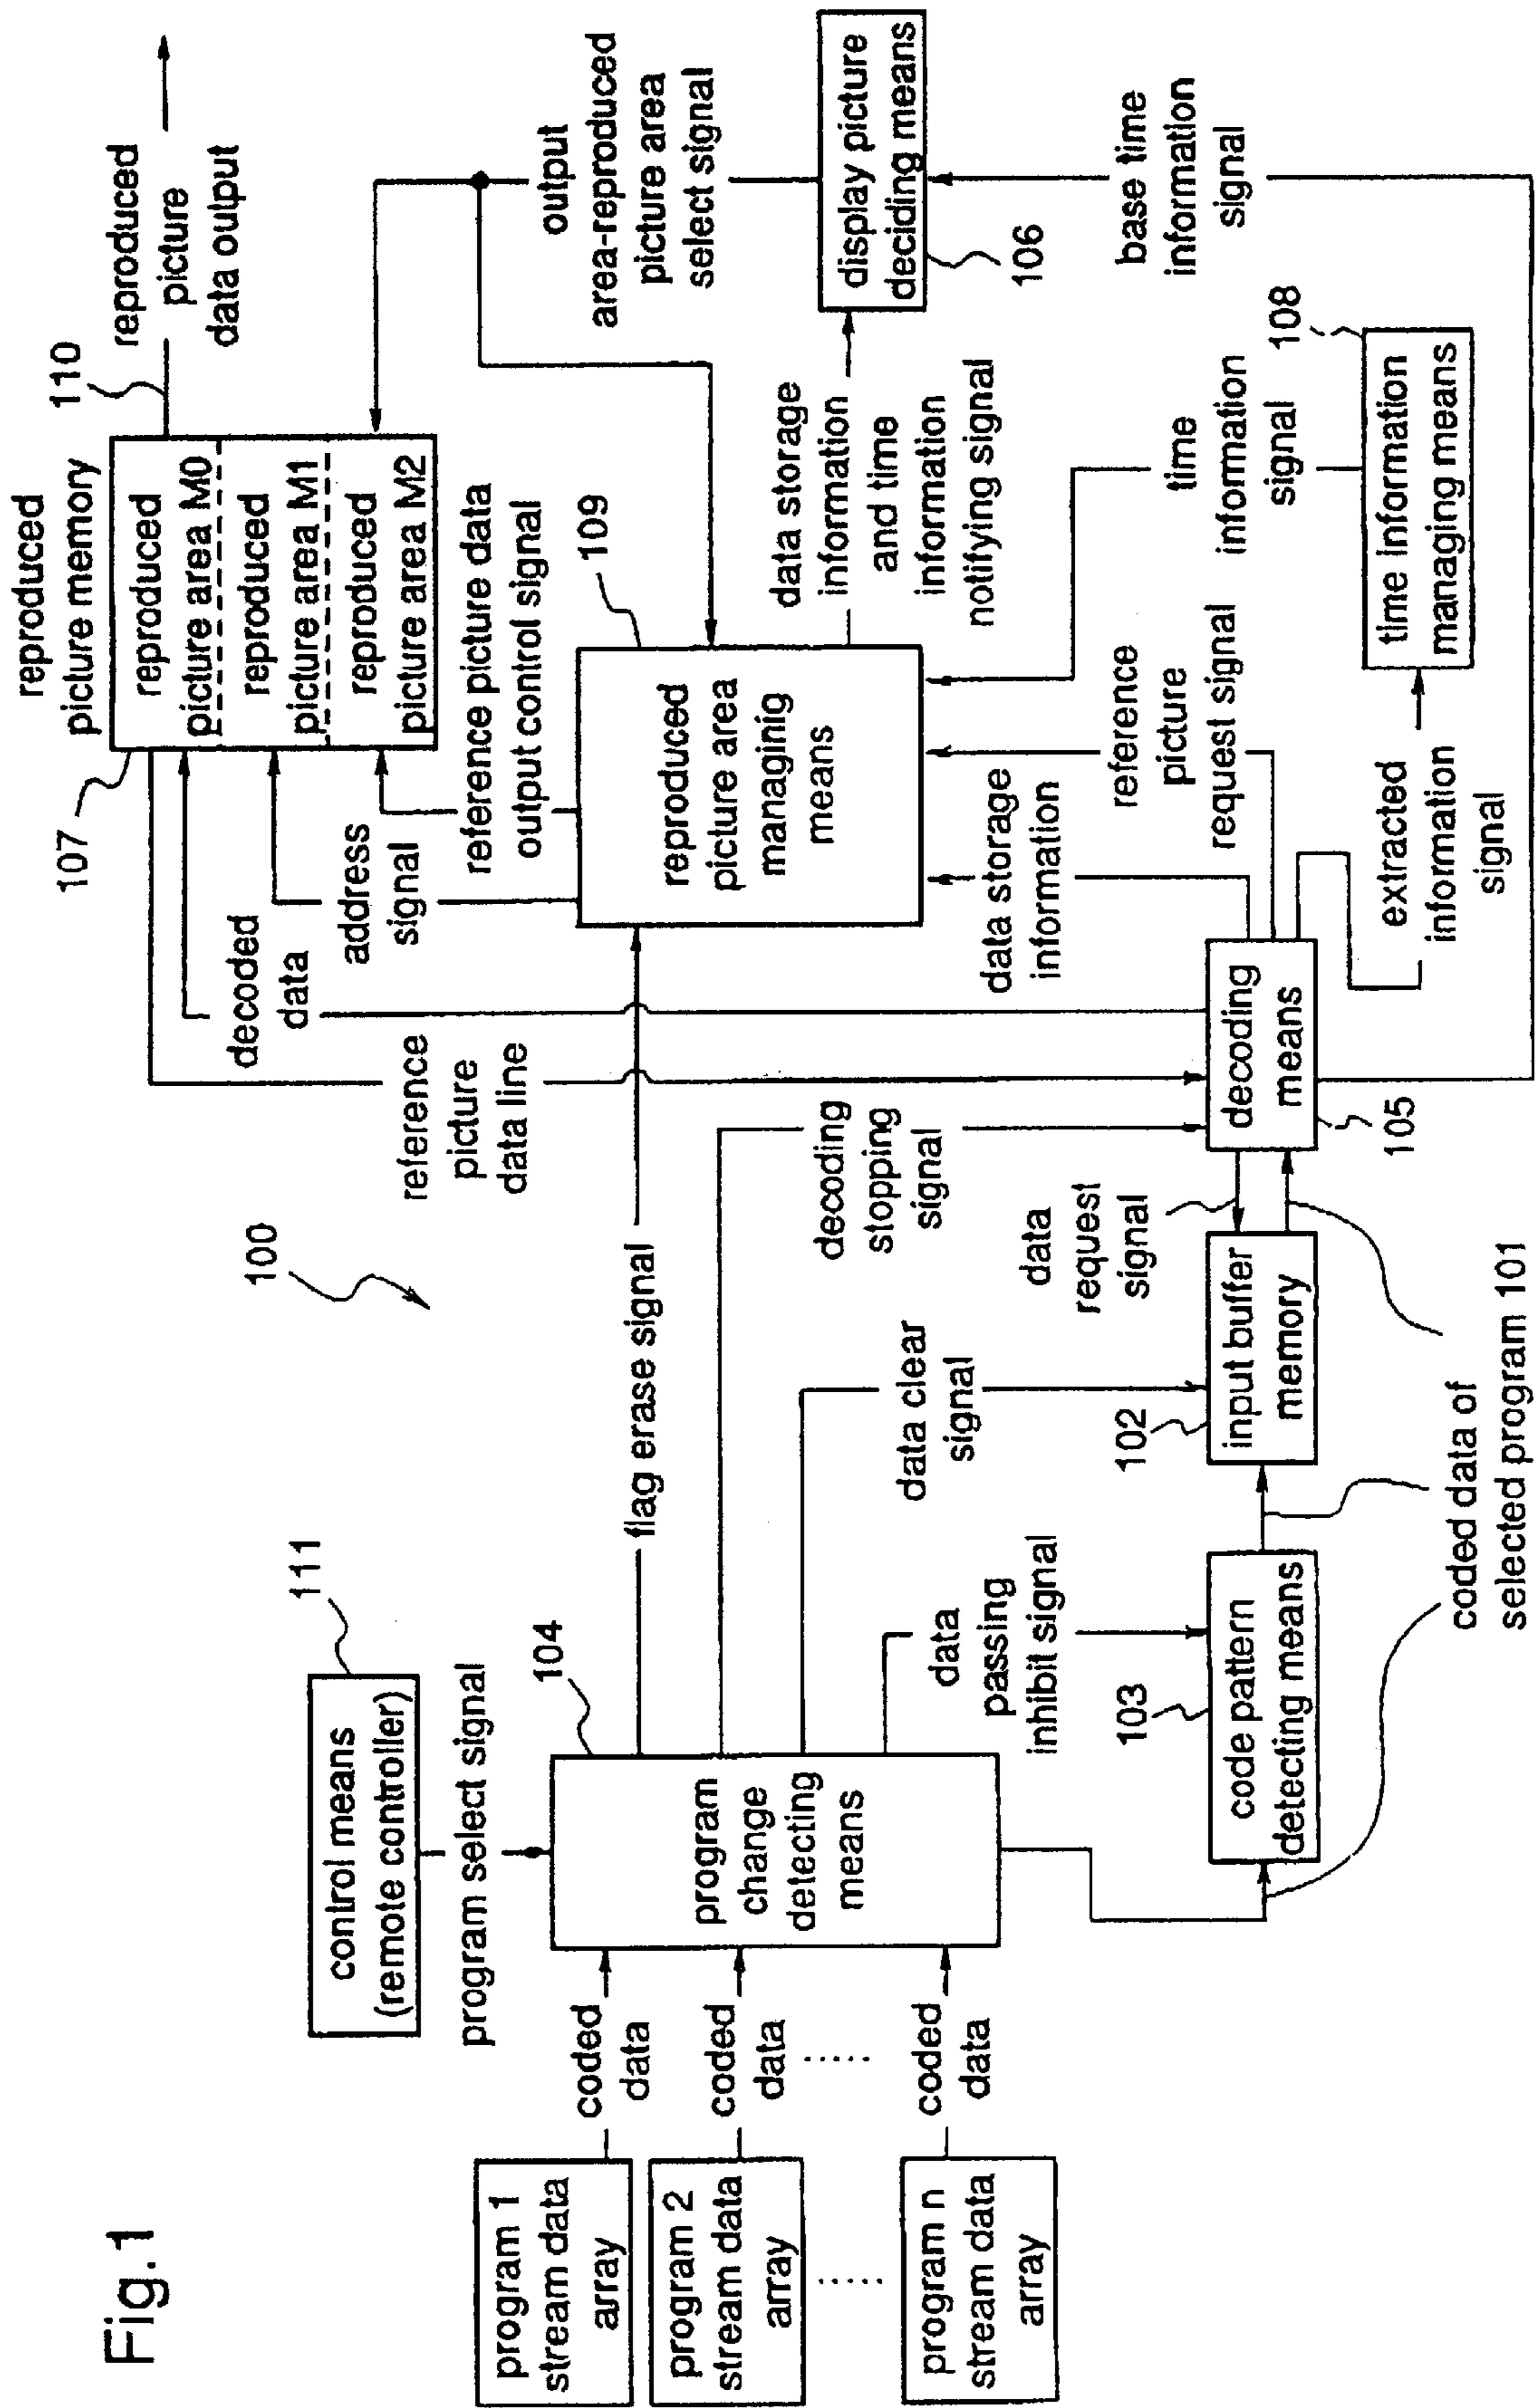 Fig.1
program 1
stream data
array
program 2
stream data
array
.....
program n
stream data
array
coded
data
coded
data
.....
coded
data
control means
(remote controller)
111
program select signal
104
program
change
detecting
means
100
flag erase signal
decoding
stopping
signal
data clear
signal
data
passing
inhibit signal
103
code pattern
detecting means
102
input buffer
memory
data
request
signal
coded data of
selected program 101
decoding
means
105
reference
picture
data line
decoded
data
address
signal
reference picture data
output control signal
107
reproduced
picture memory
reproduced
picture area M0
reproduced
picture area M1
reproduced
picture area M2
110
reproduced
picture
data output
109
reproduced
picture area
managinig
means
data storage
information
reference
picture
request signal
extracted
information
signal
time
information
signal
108
time information
managing means
data storage
information
and time
information
notifying signal
output
area-reproduced
picture area
select signal
display picture
deciding means
106
base time
information
signal